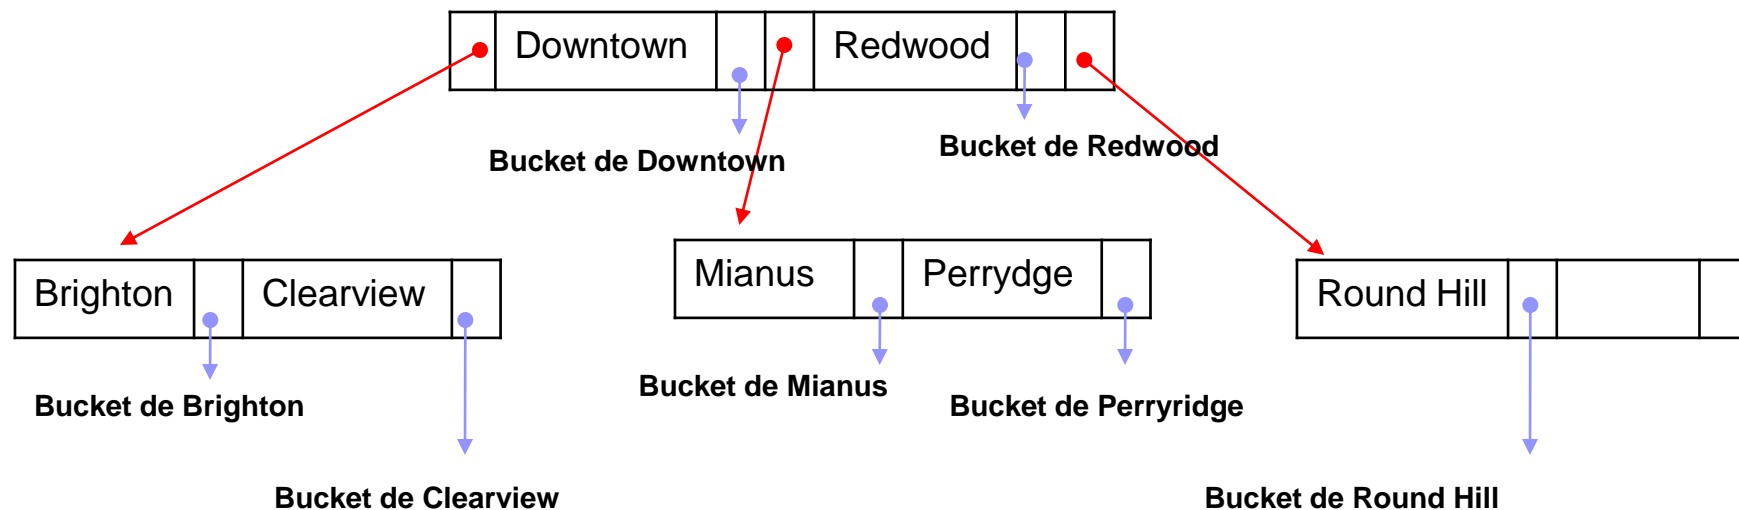 Downtown Redwood
Bucket de Downtown
Bucket de Redwood
Brighton Clearview
Mianus Perrydge
Round Hill
Bucket de Brighton
Bucket de Mianus
Bucket de Perryridge
Bucket de Clearview
Bucket de Round Hill